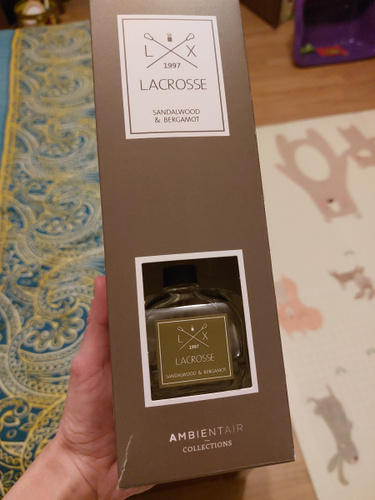 L X
1997
LACROSSE
SANDALWOOD
& BERGAMOT
L X
1997
LACROSSE
SANDALWOOD & BERGAMOT
AMBIENTAIR
COLLECTIONS